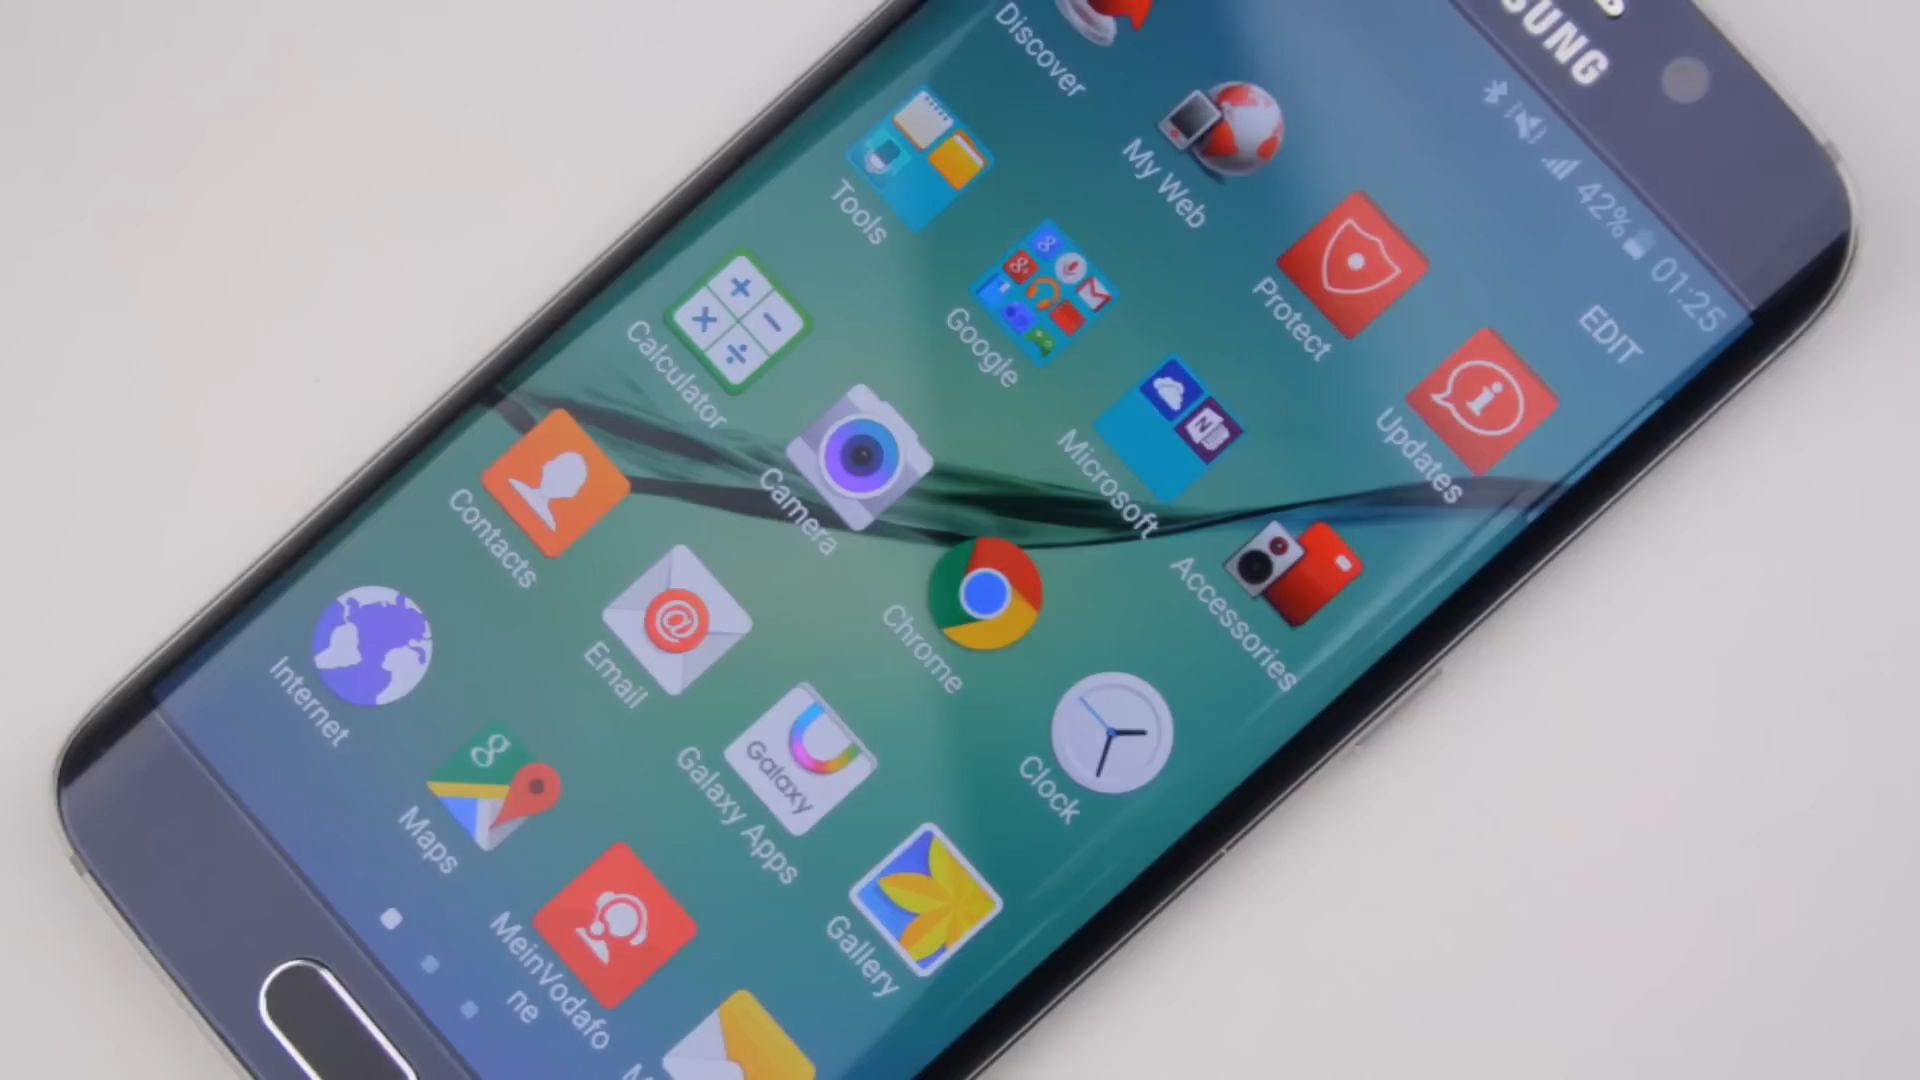 SUNG
42% 01:25
EDIT
Discover
My Web
Protect
Updates
Tools
Google
Microsoft
Accessories
Calculator
Camera
Chrome
Clock
Contacts
Email
Galaxy Apps
Galaxy
Gallery
Internet
Maps
MeinVodafo
ne